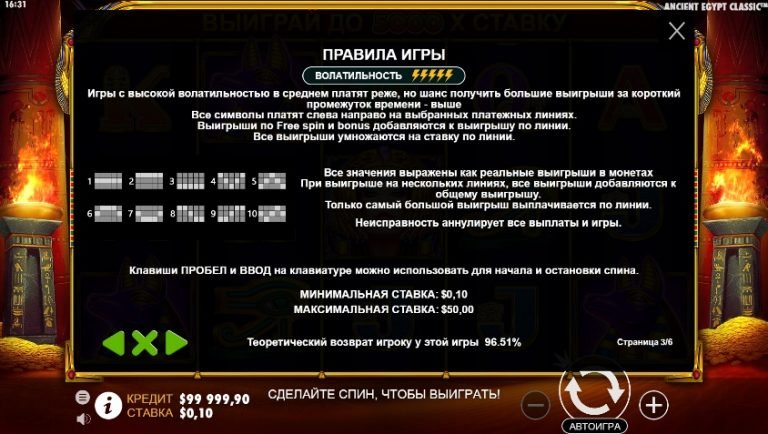 16:31
ВЫИГРАЙ ДО 500 X СТАВКУ
ANCIENT EGYPT CLASSIC™
ПРАВИЛА ИГРЫ
ВОЛАТИЛЬНОСТЬ
Игры с высокой волатильностью в среднем платят реже, но шанс получить большие выигрыши за короткий
промежуток времени - выше
Все символы платят слева направо на выбранных платежных линиях.
Выигрыши по Free spin и bonus добавляются к выигрышу по линии.
Все выигрыши умножаются на ставку по линии.
1 2 3 4 5
6 7 8 9 10
Все значения выражены как реальные выигрыши в монетах
При выигрыше на нескольких линиях, все выигрыши добавляются к
общему выигрышу.
Только самый большой выигрыш выплачивается по линии.
Неисправность аннулирует все выплаты и игры.
Клавиши ПРОБЕЛ и ВВОД на клавиатуре можно использовать для начала и остановки спина.
МИНИМАЛЬНАЯ СТАВКА: $0,10
МАКСИМАЛЬНАЯ СТАВКА: $50,00
Теоретический возврат игроку у этой игры 96.51%
Страница 3/6
КРЕДИТ $99 999,90
СТАВКА $0,10
СДЕЛАЙТЕ СПИН, ЧТОБЫ ВЫИГРАТЬ!
АВТОИГРА